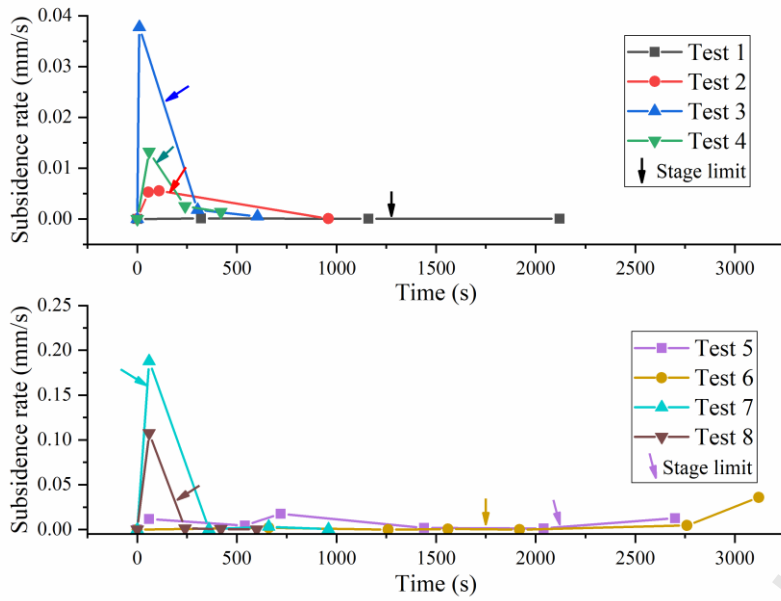 0.04
0.03
0.02
0.01
0.00
Subsidence rate (mm/s)
Test 1
Test 2
Test 3
Test 4
Stage limit
0 500 1000 1500 2000 2500 3000
Time (s)
0.25
0.20
0.15
0.10
0.05
0.00
Subsidence rate (mm/s)
Test 5
Test 6
Test 7
Test 8
Stage limit
0 500 1000 1500 2000 2500 3000
Time (s)